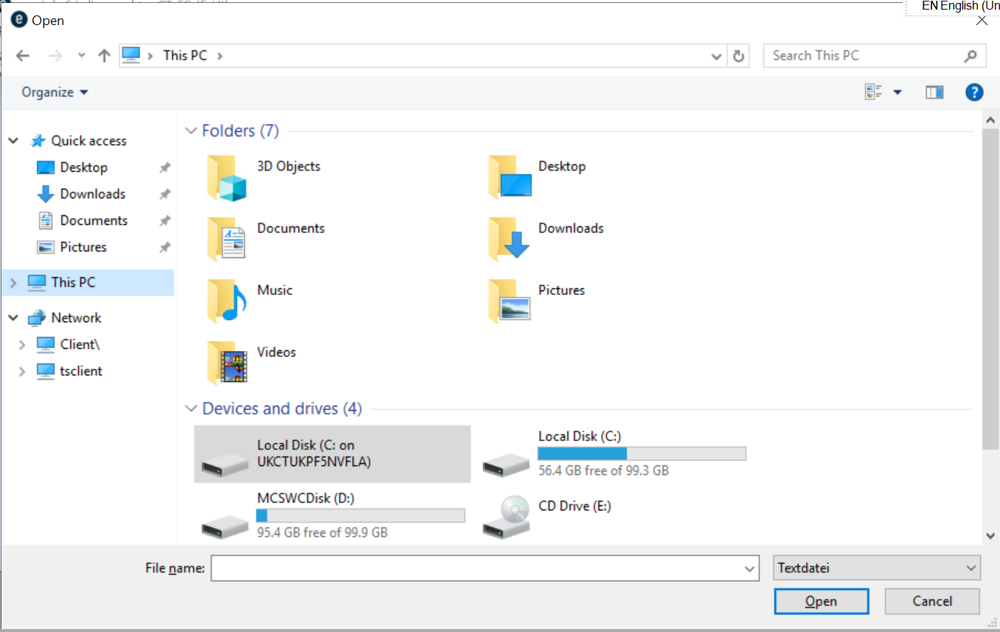 EN English (Un
Open
This PC
Search This PC
Organize
?
Quick access
Desktop
Downloads
Documents
Pictures
This PC
Network
Client\
tsclient
Folders (7)
3D Objects
Desktop
Documents
Downloads
Music
Pictures
Videos
Devices and drives (4)
Local Disk (C: on
UKCTUKPF5NVFLA)
Local Disk (C:)
56.4 GB free of 99.3 GB
MCSWCDisk (D:)
95.4 GB free of 99.9 GB
CD Drive (E:)
File name:
Textdatei
Open
Cancel